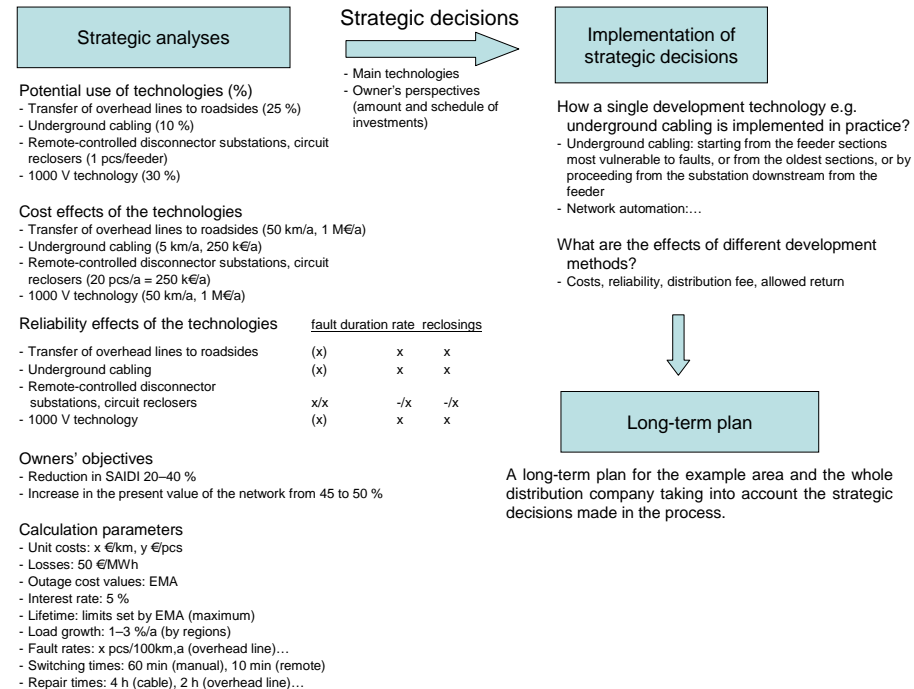 Strategic analyses
Potential use of technologies (%)
- Transfer of overhead lines to roadsides (25 %)
- Underground cabling (10 %)
- Remote-controlled disconnector substations, circuit
reclosers (1 pcs/feeder)
- 1000 V technology (30 %)
Cost effects of the technologies
- Transfer of overhead lines to roadsides (50 km/a, 1 M€/a)
- Underground cabling (5 km/a, 250 k€/a)
- Remote-controlled disconnector substations, circuit
reclosers (20 pcs/a = 250 k€/a)
- 1000 V technology (50 km/a, 1 M€/a)
Reliability effects of the technologies fault duration rate reclosings
- Transfer of overhead lines to roadsides (x) x x
- Underground cabling (x) x x
- Remote-controlled disconnector
substations, circuit reclosers x/x -/x -/x
- 1000 V technology (x) x x
Owners' objectives
- Reduction in SAIDI 20–40 %
- Increase in the present value of the network from 45 to 50 %
Calculation parameters
- Unit costs: x €/km, y €/pcs
- Losses: 50 €/MWh
- Outage cost values: EMA
- Interest rate: 5 %
- Lifetime: limits set by EMA (maximum)
- Load growth: 1–3 %/a (by regions)
- Fault rates: x pcs/100km,a (overhead line)…
- Switching times: 60 min (manual), 10 min (remote)
- Repair times: 4 h (cable), 2 h (overhead line)…
Strategic decisions
- Main technologies
- Owner's perspectives
(amount and schedule of
investments)
Implementation of
strategic decisions
How a single development technology e.g.
underground cabling is implemented in practice?
- Underground cabling: starting from the feeder sections
most vulnerable to faults, or from the oldest sections, or by
proceeding from the substation downstream from the
feeder
- Network automation:…
What are the effects of different development
methods?
- Costs, reliability, distribution fee, allowed return
Long-term plan
A long-term plan for the example area and the whole
distribution company taking into account the strategic
decisions made in the process.